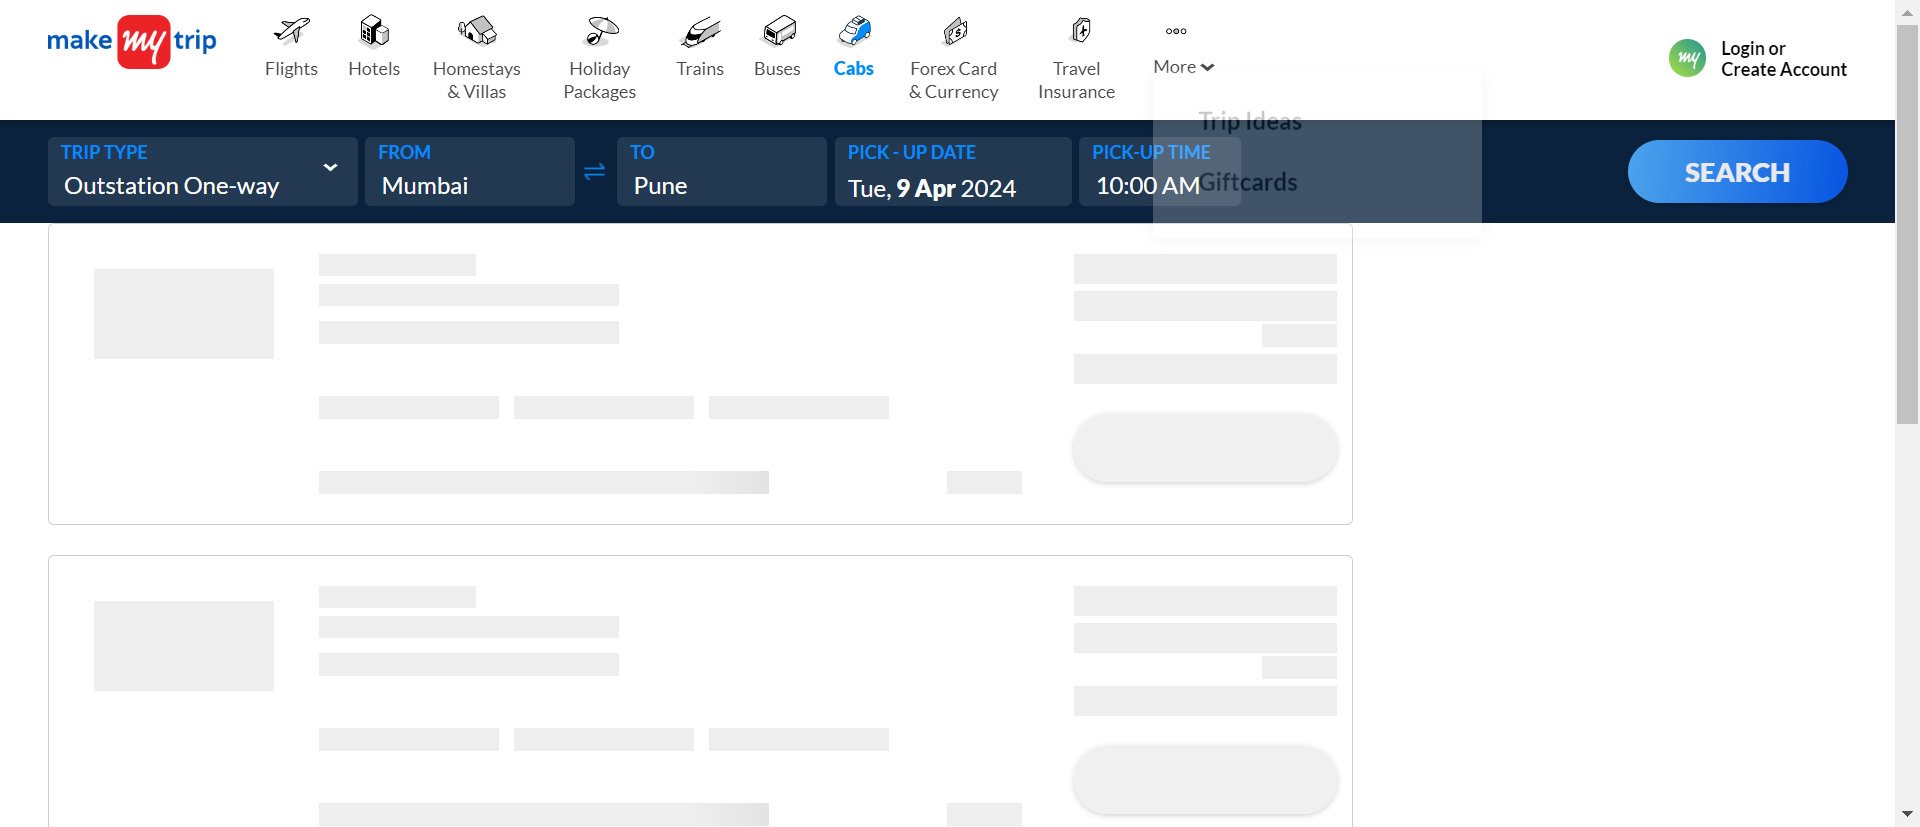 make my trip
Flights
Hotels
Homestays
& Villas
Holiday
Packages
Trains
Buses
Cabs
Forex Card
& Currency
Travel
Insurance
More
my
Login or
Create Account
Trip Ideas
Giftcards
TRIP TYPE
Outstation One-way
FROM
Mumbai
TO
Pune
PICK - UP DATE
Tue, 9 Apr 2024
PICK-UP TIME
10:00 AM
SEARCH